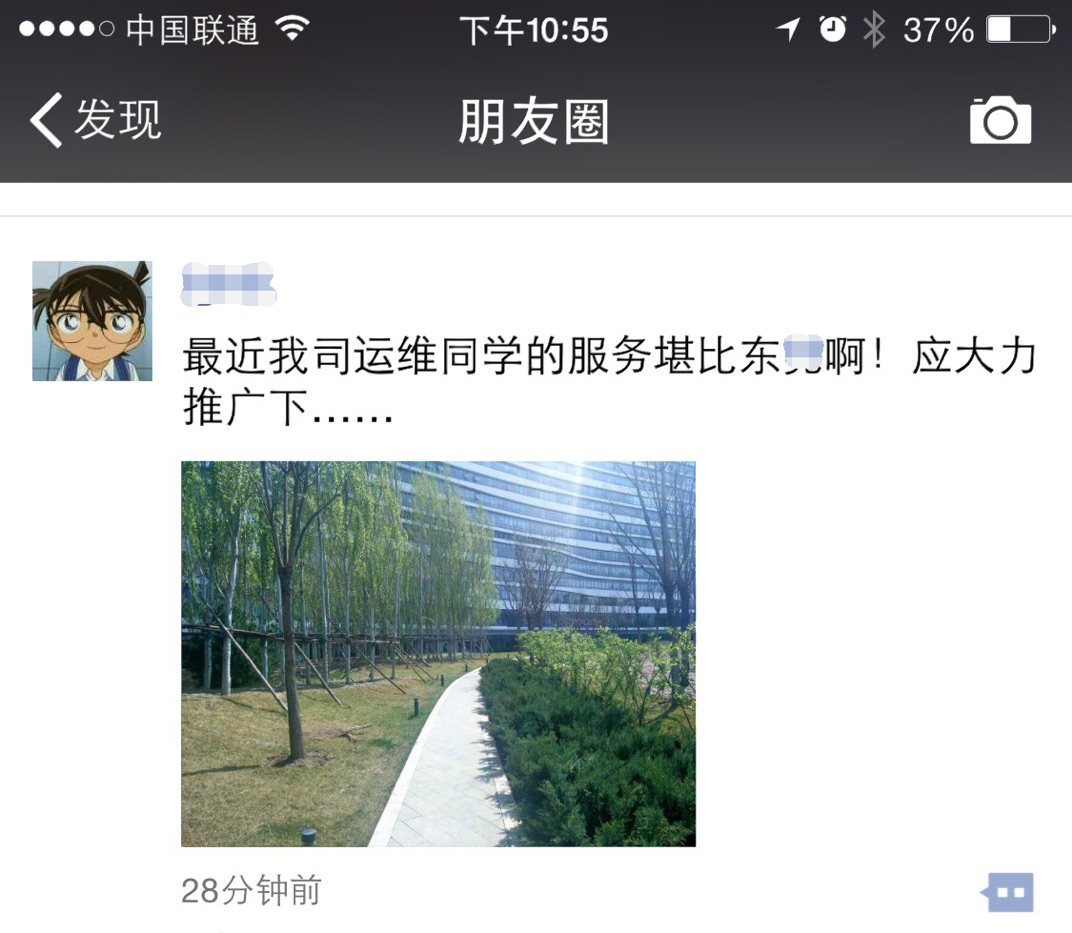 中国联通
下午10:55
37%
发现
朋友圈
最近我司运维同学的服务堪比东啊！应大力
推广下……
28分钟前